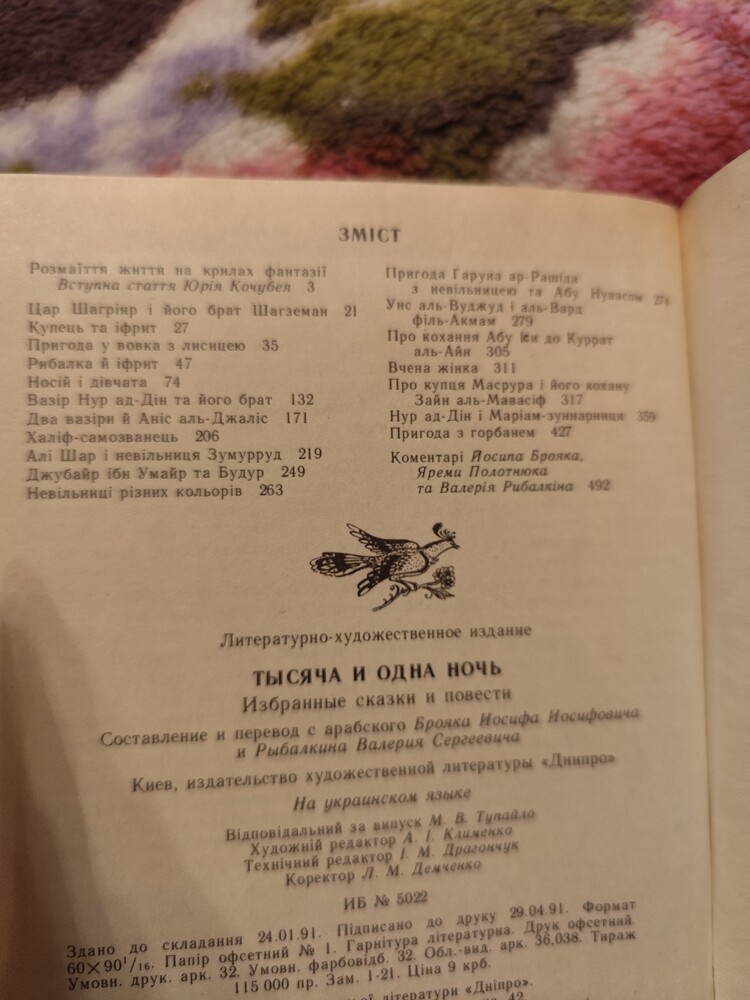 ЗМІСТ
Розмаїття життя на крилах фантазії
Вступна стаття Юрія Кочубея 3
Цар Шагріяр і його брат Шагземан 21
Купець та іфрит 27
Пригода у вовка з лисицею 35
Рибалка й іфрит 47
Носій і дівчата 74
Вазір Нур ад-Дін та його брат 132
Два вазіри й Аніс аль-Джаліс 171
Халіф-самозванець 206
Алі Шар і невільниця Зумурруд 219
Джубайр ібн Умайр та Будур 249
Невільниці різних кольорів 263
Пригода Гаруна ар-Рашіда
з невільницею та Абу Нувасом 274
Унс аль-Вуджуд і аль-Вард
філь-Акмам 279
Про кохання Абу Іси до Куррат
аль-Айн 305
Вчена жінка 311
Про купця Масрура і його кохану
Зайн аль-Мавасіф 317
Нур ад-Дін і Маріам-зуннарниця 359
Пригода з горбанем 427
Коментарі Йосипа Брояка,
Яреми Полотнюка
та Валерія Рибалкіна 492
Литературно-художественное издание
ТЫСЯЧА И ОДНА НОЧЬ
Избранные сказки и повести
Составление и перевод с арабского Брояка Иосифа Иосифовича
и Рыбалкина Валерия Сергеевича
Киев, издательство художественной литературы «Днипро»
На украинском языке
Відповідальний за випуск М. В. Тупайло
Художній редактор А. І. Клименко
Технічний редактор І. М. Драгончук
Коректор Л. М. Демченко
ИБ № 5022
Здано до складання 24.01.91. Підписано до друку 29.04.91. Формат
60×90¹/₁₆. Папір офсетний № 1. Гарнітура літературна. Друк офсетний.
Умовн. друк. арк. 32. Умовн. фарбовідб. 32. Обл.-вид. арк. 36,038. Тираж
115 000 пр. Зам. 1-21. Ціна 9 крб.
літератури «Дніпро».
42.